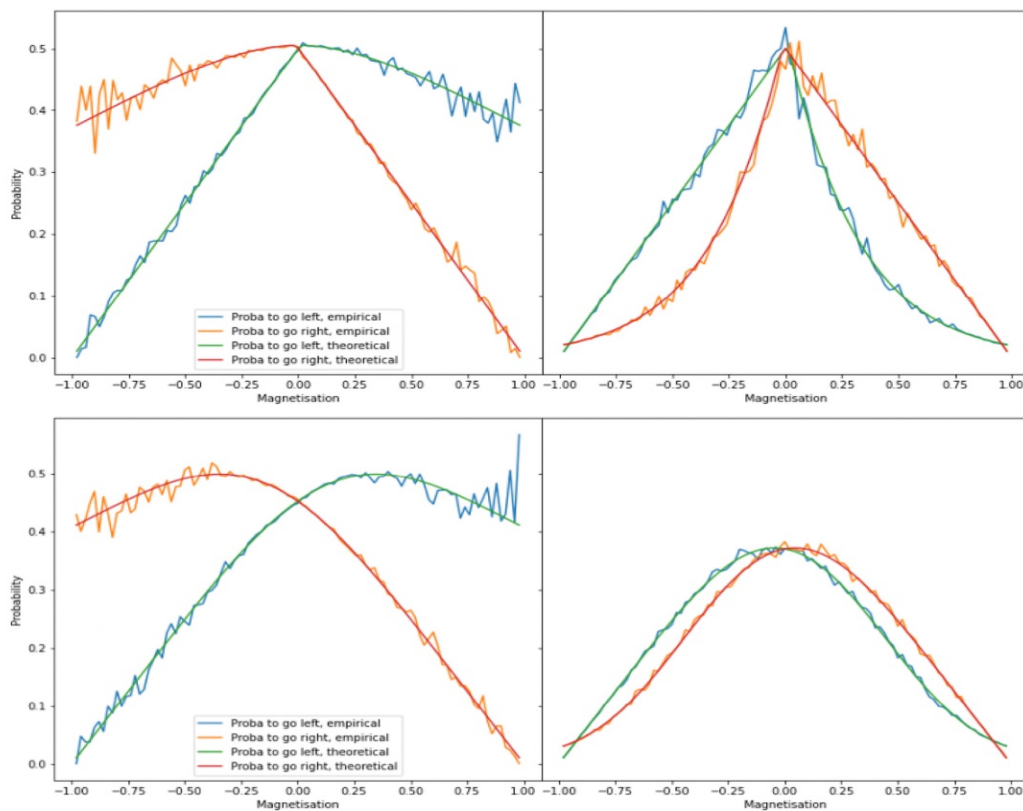 0.5
0.4
0.3
0.2
0.1
0.0
Probability
Proba to go left, empirical
Proba to go right, empirical
Proba to go left, theoretical
Proba to go right, theoretical
−1.00 −0.75 −0.50 −0.25 0.00 0.25 0.50 0.75 1.00
Magnetisation
−1.00 −0.75 −0.50 −0.25 0.00 0.25 0.50 0.75 1.00
Magnetisation
0.5
0.4
0.3
0.2
0.1
0.0
Probability
Proba to go left, empirical
Proba to go right, empirical
Proba to go left, theoretical
Proba to go right, theoretical
−1.00 −0.75 −0.50 −0.25 0.00 0.25 0.50 0.75 1.00
Magnetisation
−1.00 −0.75 −0.50 −0.25 0.00 0.25 0.50 0.75 1.00
Magnetisation